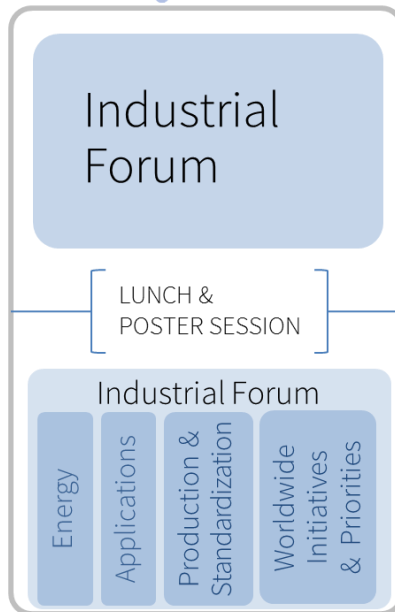 Industrial
Forum
LUNCH &
POSTER SESSION
Industrial Forum
Energy
Applications
Production &
Standardization
Worldwide
Initiatives
& Priorities